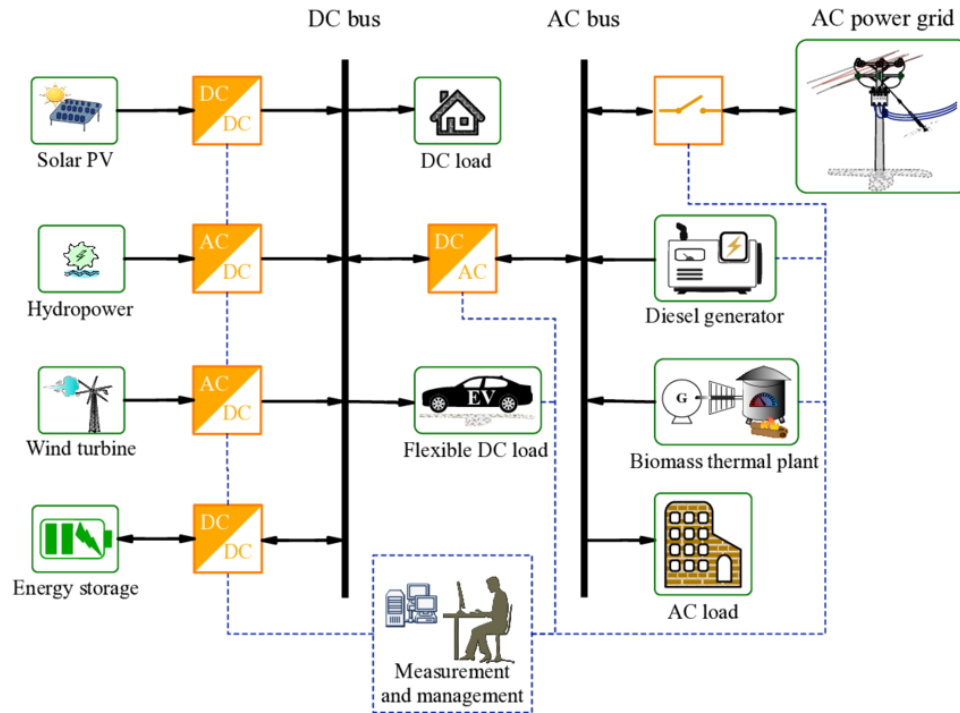 DC bus
AC bus
AC power grid
DC
DC
Solar PV
DC load
AC
DC
Hydropower
DC
AC
Diesel generator
AC
DC
Wind turbine
EV
Flexible DC load
G
Biomass thermal plant
DC
DC
Energy storage
AC load
Measurement
and management